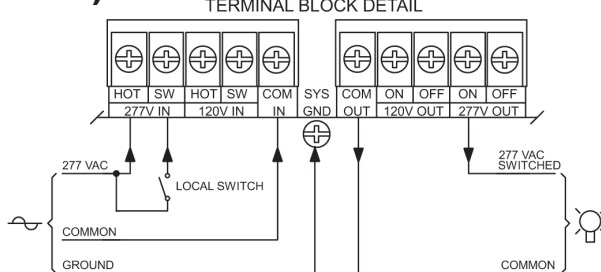 TERMINAL BLOCK DETAIL
HOT SW HOT SW COM SYS COM ON OFF ON OFF
277V IN 120V IN IN GND OUT 120V OUT 277V OUT
277 VAC
277 VAC
SWITCHED
LOCAL SWITCH
COMMON
GROUND
COMMON